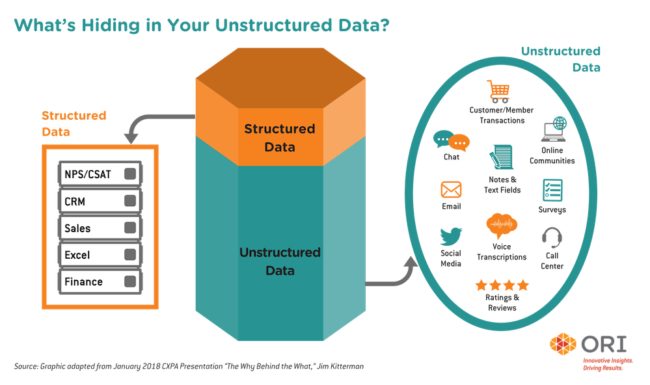 What's Hiding in Your Unstructured Data?
Structured
Data
NPS/CSAT
CRM
Sales
Excel
Finance
Structured
Data
Unstructured
Data
Unstructured
Data
Customer/Member
Transactions
Chat
Online
Communities
Notes &
Text Fields
Email
Surveys
Social
Media
Voice
Transcriptions
Call
Center
Ratings &
Reviews
ORI
Innovative Insights.
Driving Results.
Source: Graphic adapted from January 2018 CXPA Presentation "The Why Behind the What," Jim Kitterman